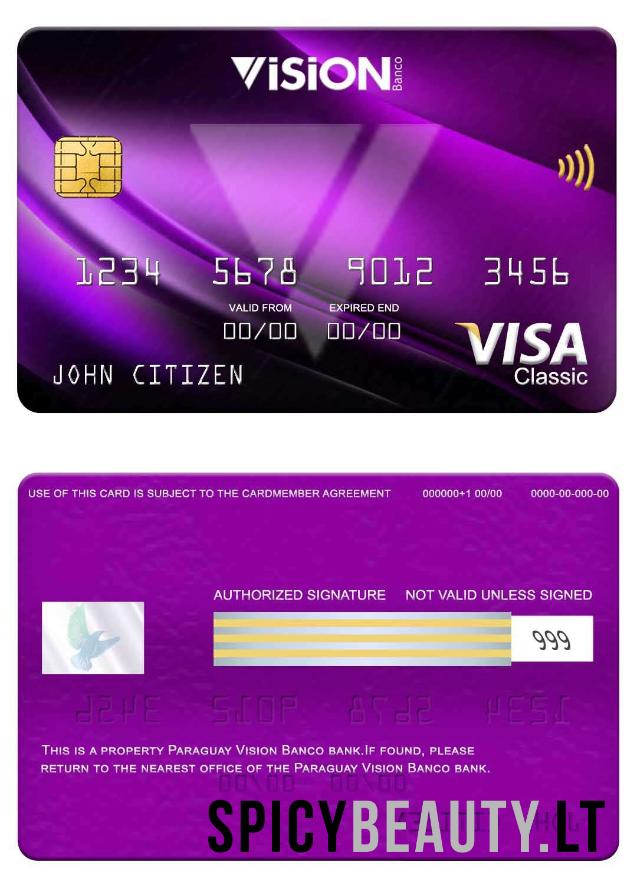 VISION Banco
1234 5678 9012 3456
VALID FROM EXPIRED END
00/00 00/00
VISA
Classic
JOHN CITIZEN
USE OF THIS CARD IS SUBJECT TO THE CARDMEMBER AGREEMENT 000000+1 00/00 0000-00-000-00
AUTHORIZED SIGNATURE NOT VALID UNLESS SIGNED
999
THIS IS A PROPERTY PARAGUAY VISION BANCO BANK.IF FOUND, PLEASE
RETURN TO THE NEAREST OFFICE OF THE PARAGUAY VISION BANCO BANK.
SPICYBEAUTY.LT